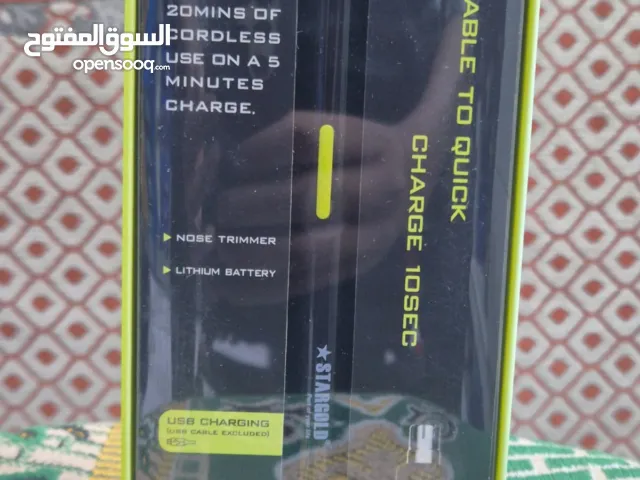 السوق المفتوح
opensooq.com
20MINS OF
CORDLESS
USE ON A 5
MINUTES
CHARGE.
NOSE TRIMMER
LITHIUM BATTERY
USB CHARGING
(USB CABLE EXCLUDED)
STARGOLD
ABLE TO QUICK
CHARGE 10SEC